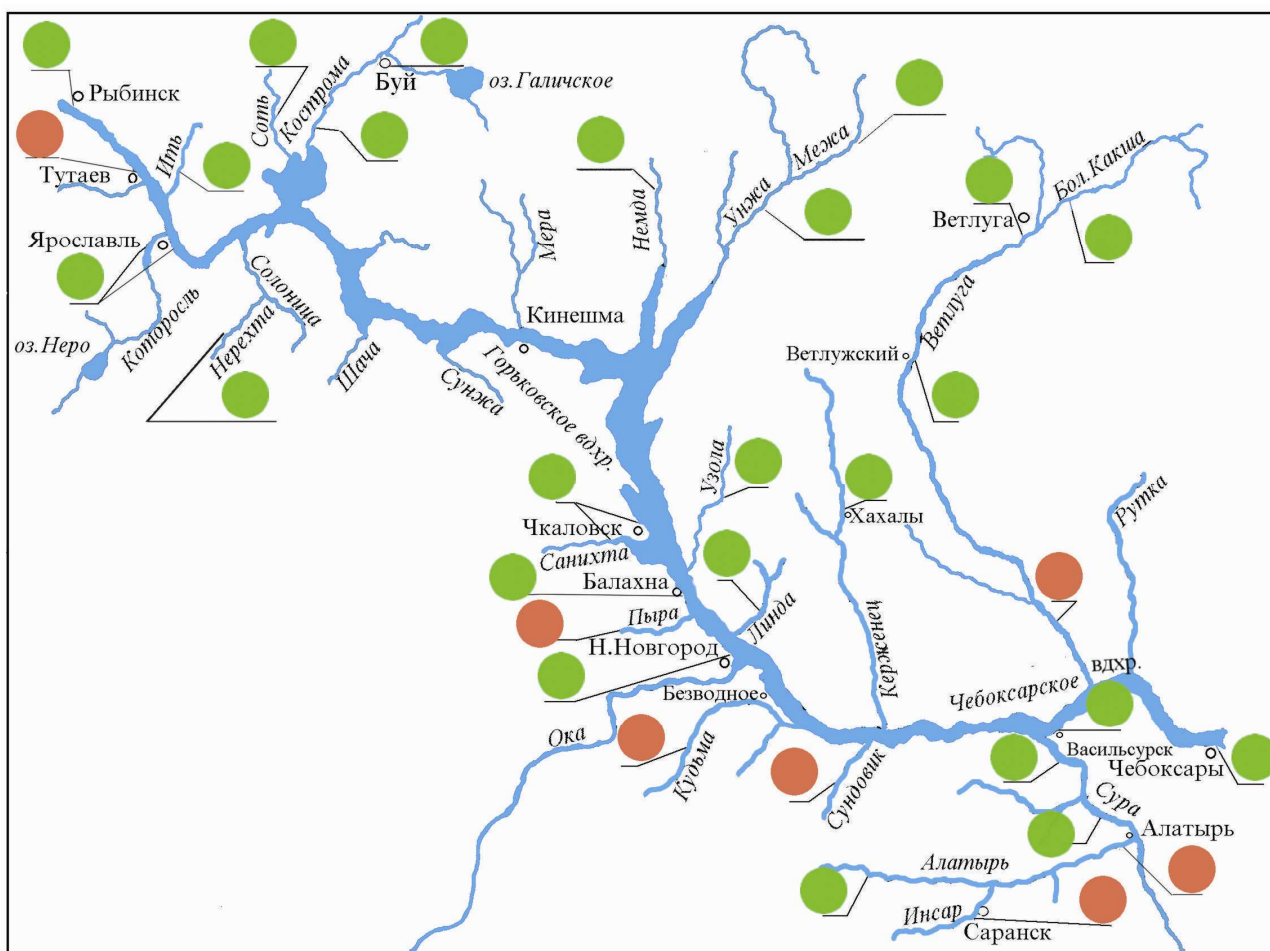 Рыбинск
Тутаев
Ить
Соть
Кострома
Буй
оз.Галичское
Ярославль
Которосль
оз.Неро
Солоница
Нерехта
Шача
Сунжа
Мера
Кинешма
Горьковское вдхр.
Немда
Унжа
Межа
Ветлуга
Бол.Какша
Ветлуга
Ветлужский
Узола
Хахалы
Рутка
Чкаловск
Санихта
Балахна
Пыра
Линда
Н.Новгород
Керженец
Безводное
Ока
Кудьма
Сундовик
Чебоксарское
вдхр.
Васильсурск
Чебоксары
Сура
Алатырь
Алатырь
Инсар
Саранск